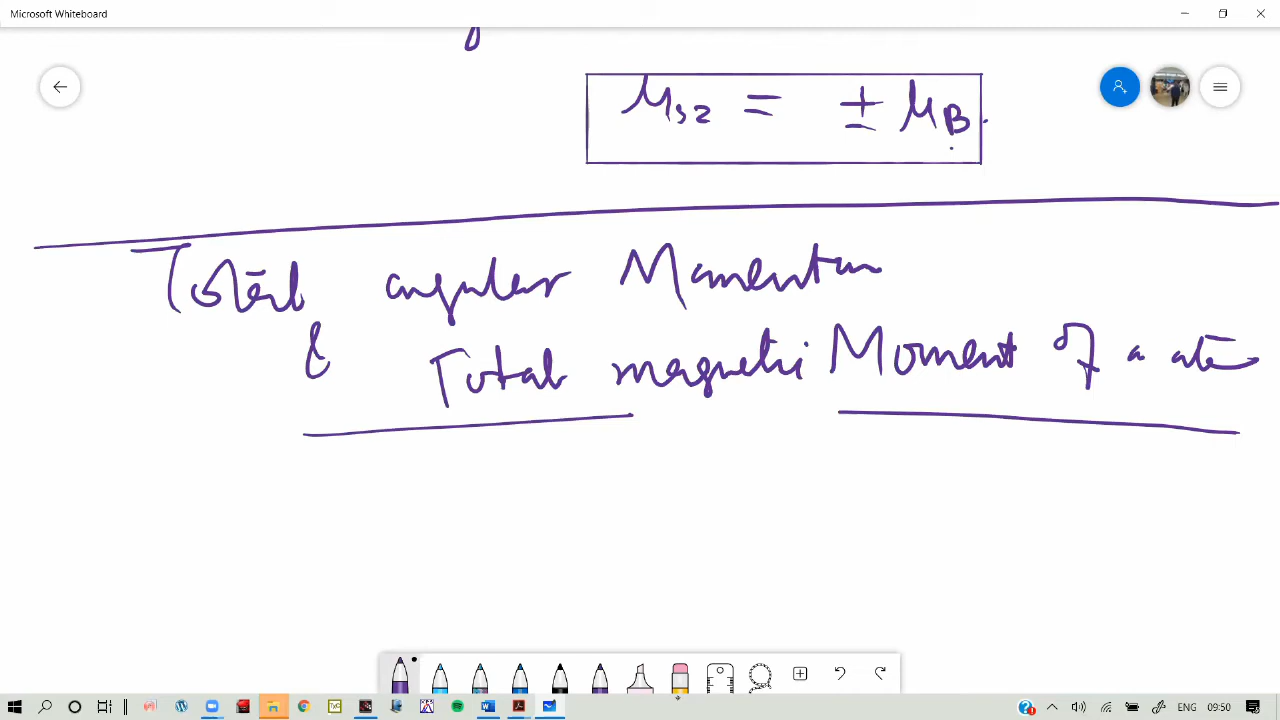 Microsoft Whiteboard
μsz = ± μB
Total angular Momentum
& Total magnetic Moment of a atom
ENG 09:50